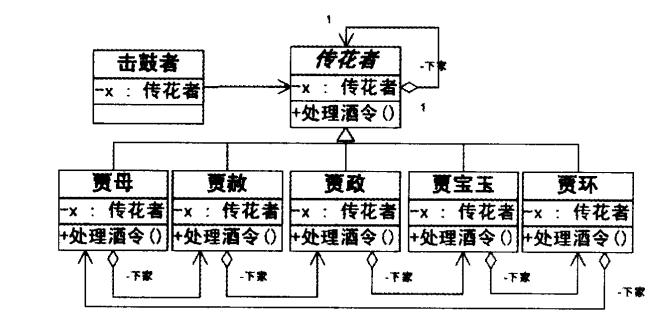 1
击鼓者
-x : 传花者
传花者
-x : 传花者
+处理酒令()
-下家
1
贾母
-x : 传花者
+处理酒令()
贾赦
-x : 传花者
+处理酒令()
贾政
-x : 传花者
+处理酒令()
贾宝玉
-x : 传花者
+处理酒令()
贾环
-x : 传花者
+处理酒令()
-下家
-下家
-下家
-下家
-下家